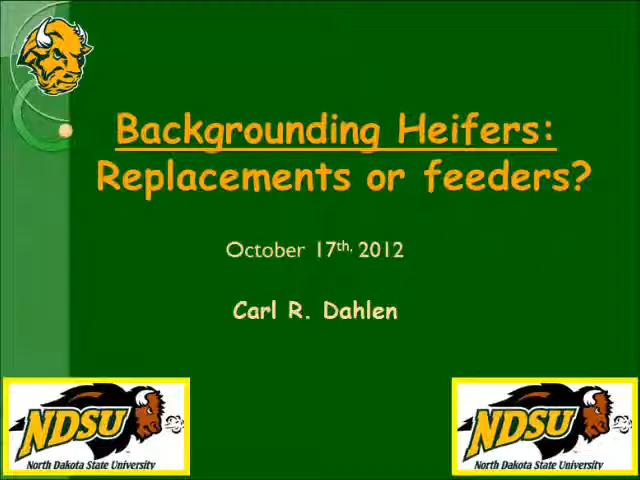 Backgrounding Heifers:
Replacements or feeders?
October 17th, 2012
Carl R. Dahlen
NDSU
North Dakota State University
NDSU
North Dakota State University